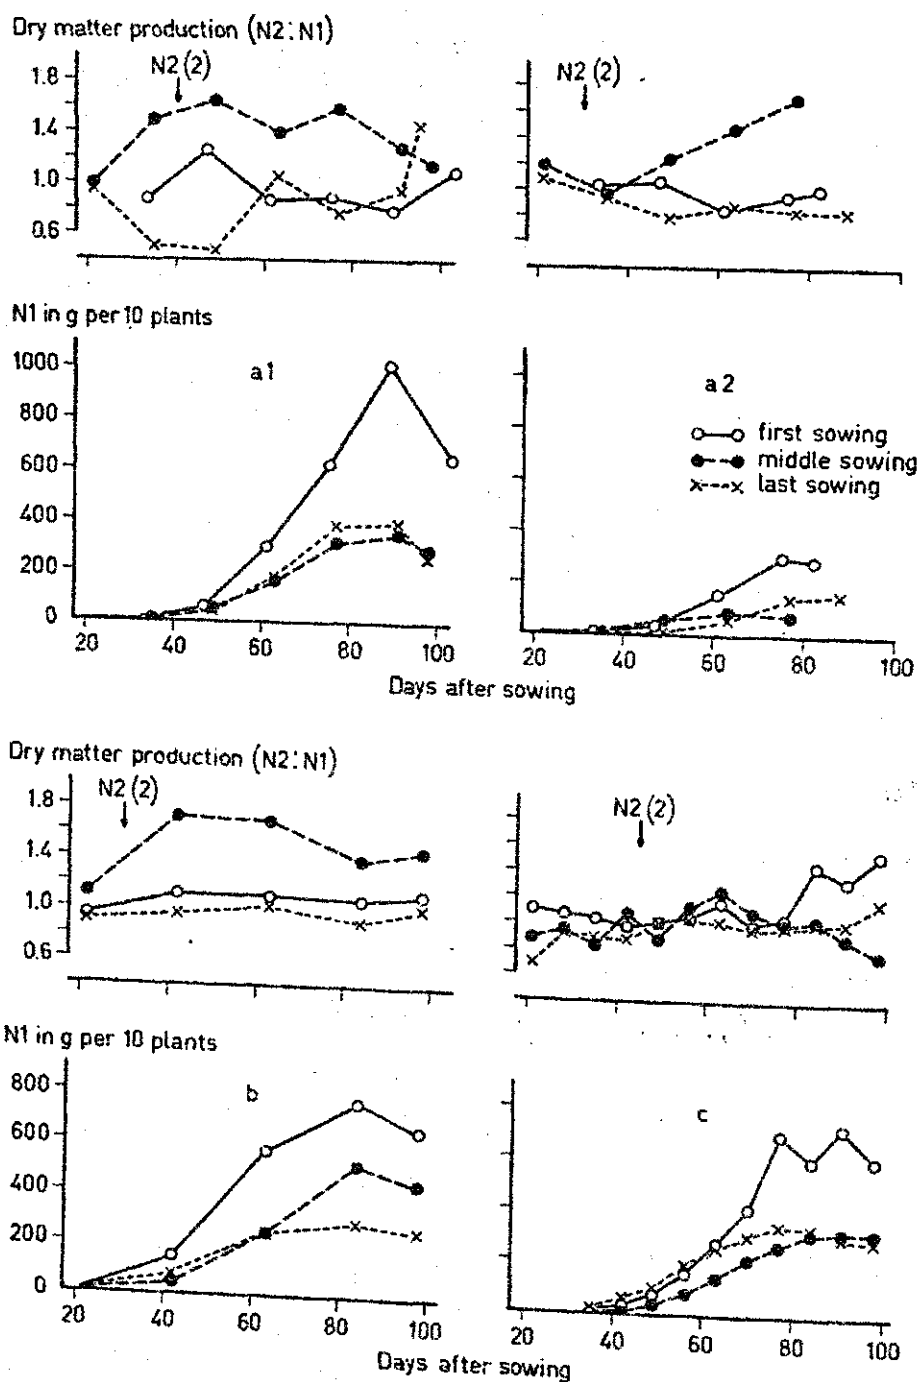 Dry matter production (N2:N1)
N2(2)
N2(2)
1.8
1.4
1.0
0.6
N1 in g per 10 plants
1000
800
600
400
200
0
a1
a2
first sowing
middle sowing
last sowing
20 40 60 80 100
20 40 60 80 100
Days after sowing
Dry matter production (N2:N1)
N2(2)
N2(2)
1.8
1.4
1.0
0.6
N1 in g per 10 plants
800
600
400
200
0
b
c
20 40 60 80 100
20 40 60 80 100
Days after sowing